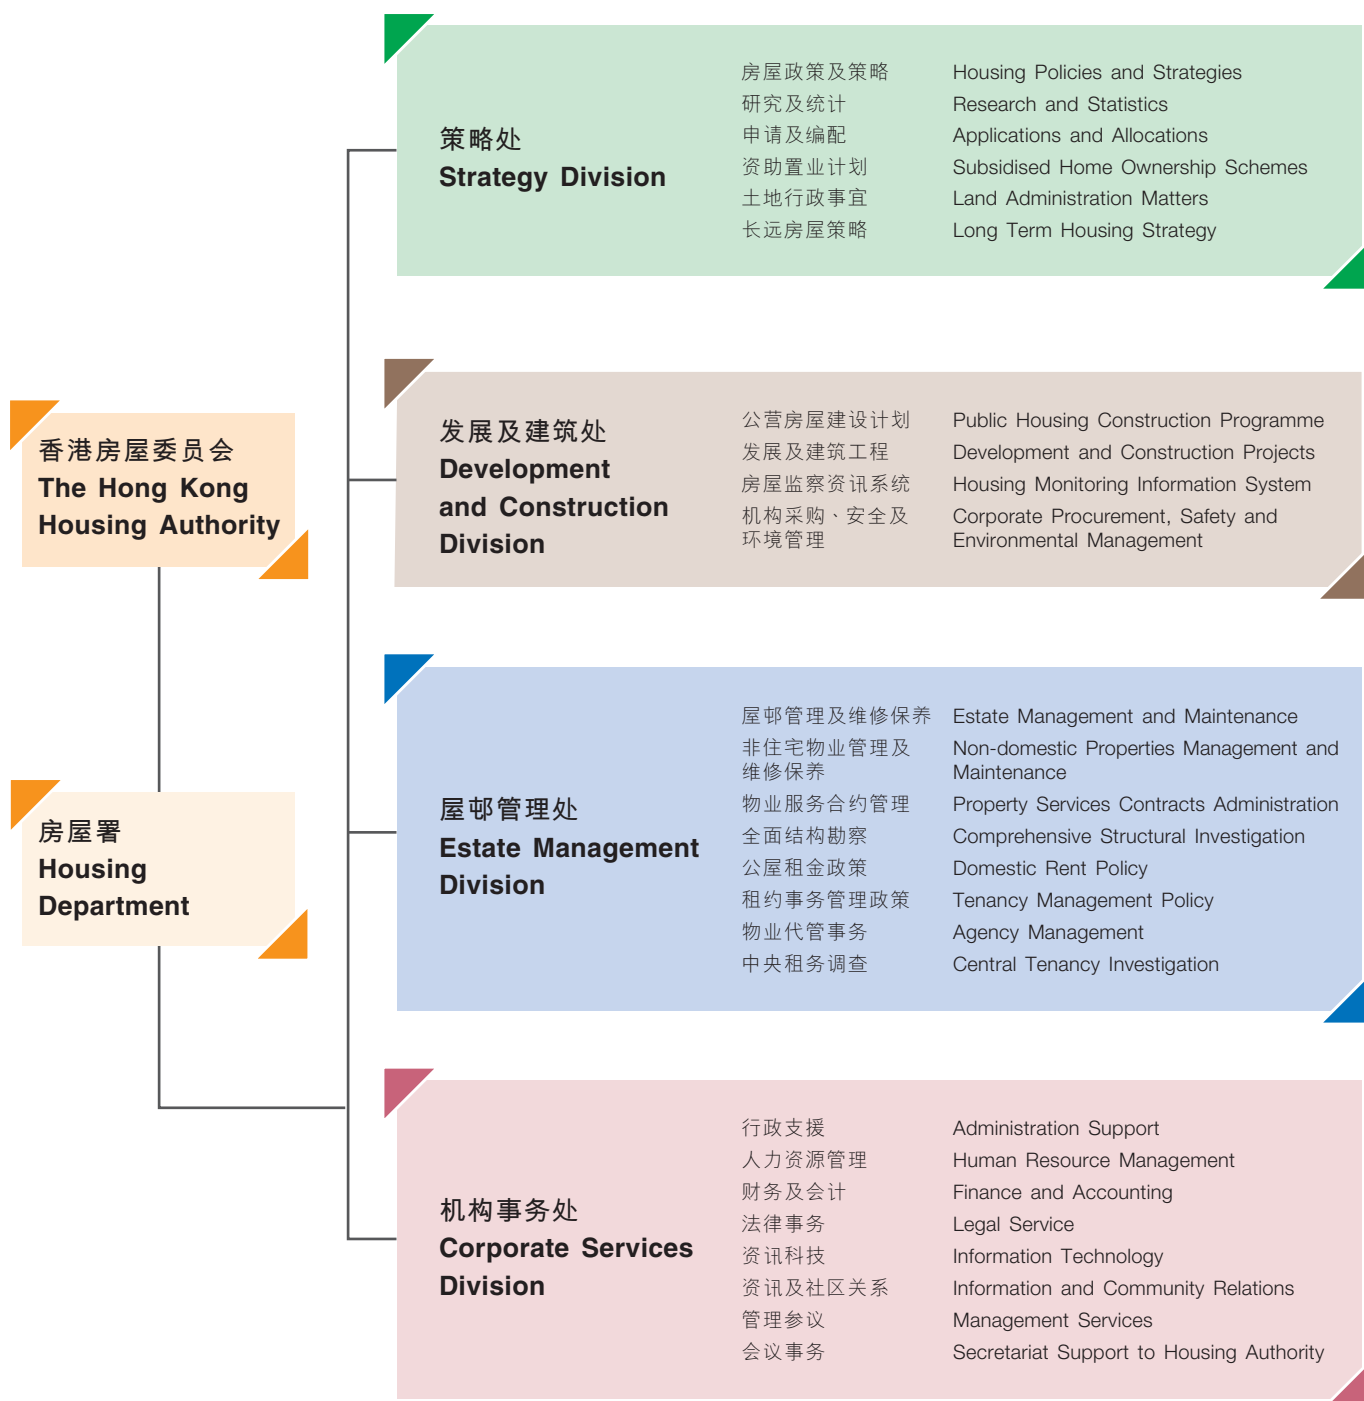 香港房屋委员会
The Hong Kong
Housing Authority
房屋署
Housing
Department
策略处
Strategy Division
房屋政策及策略 Housing Policies and Strategies
研究及统计 Research and Statistics
申请及编配 Applications and Allocations
资助置业计划 Subsidised Home Ownership Schemes
土地行政事宜 Land Administration Matters
长远房屋策略 Long Term Housing Strategy
发展及建筑处
Development
and Construction
Division
公营房屋建设计划 Public Housing Construction Programme
发展及建筑工程 Development and Construction Projects
房屋监察资讯系统 Housing Monitoring Information System
机构采购、安全及 Corporate Procurement, Safety and
环境管理 Environmental Management
屋邨管理处
Estate Management
Division
屋邨管理及维修保养 Estate Management and Maintenance
非住宅物业管理及 Non-domestic Properties Management and
维修保养 Maintenance
物业服务合约管理 Property Services Contracts Administration
全面结构勘察 Comprehensive Structural Investigation
公屋租金政策 Domestic Rent Policy
租约事务管理政策 Tenancy Management Policy
物业代管事务 Agency Management
中央租务调查 Central Tenancy Investigation
机构事务处
Corporate Services
Division
行政支援 Administration Support
人力资源管理 Human Resource Management
财务及会计 Finance and Accounting
法律事务 Legal Service
资讯科技 Information Technology
资讯及社区关系 Information and Community Relations
管理参议 Management Services
会议事务 Secretariat Support to Housing Authority